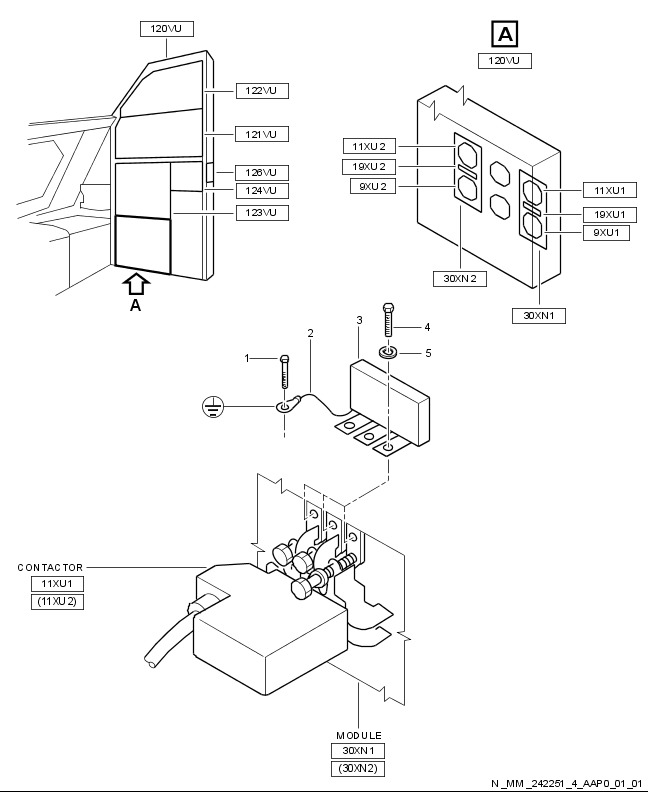 120VU
122VU
121VU
126VU
124VU
123VU
A
A
120VU
11XU2
19XU2
9XU2
11XU1
19XU1
9XU1
30XN2
30XN1
1
2
3
4
5
CONTACTOR
11XU1
(11XU2)
MODULE
30XN1
(30XN2)
N_MM_242251_4_AAP0_01_01